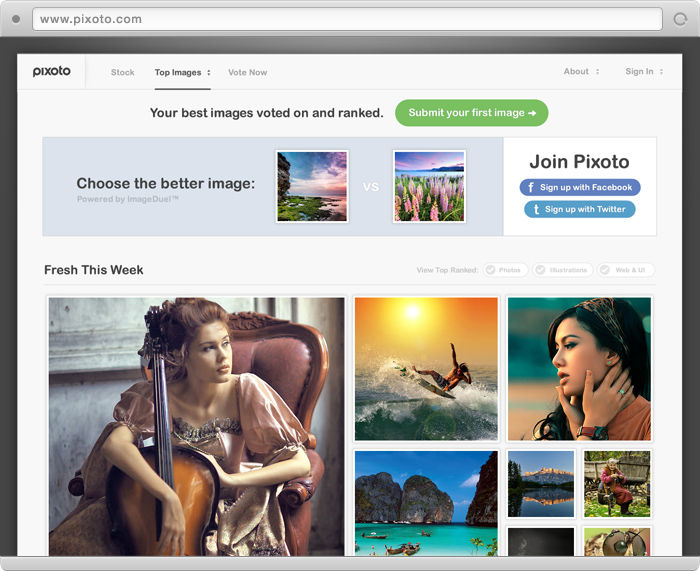 www.pixoto.com
pixoto
Stock
Top Images
Vote Now
About
Sign In
Your best images voted on and ranked.
Submit your first image ➔
Choose the better image:
Powered by ImageDuel™
VS
Join Pixoto
f Sign up with Facebook
t Sign up with Twitter
Fresh This Week
View Top Ranked:
Photos
Illustrations
Web & UI